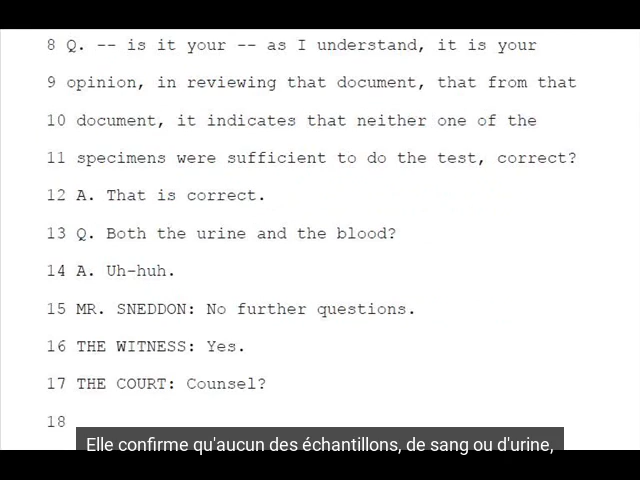 8 Q. -- is it your -- as I understand, it is your
9 opinion, in reviewing that document, that from that
10 document, it indicates that neither one of the
11 specimens were sufficient to do the test, correct?
12 A. That is correct.
13 Q. Both the urine and the blood?
14 A. Uh-huh.
15 MR. SNEDDON: No further questions.
16 THE WITNESS: Yes.
17 THE COURT: Counsel?
18
Elle confirme qu'aucun des échantillons, de sang ou d'urine,